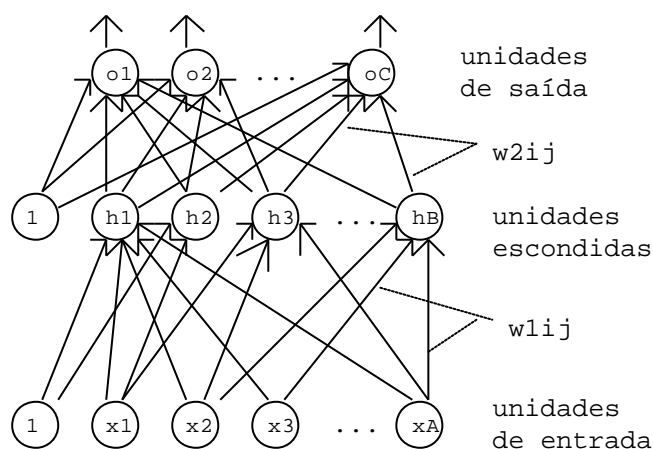 o1 o2 ... oC
unidades
de saída
w2ij
1 h1 h2 h3 ... hB
unidades
escondidas
w1ij
1 x1 x2 x3 ... xA
unidades
de entrada